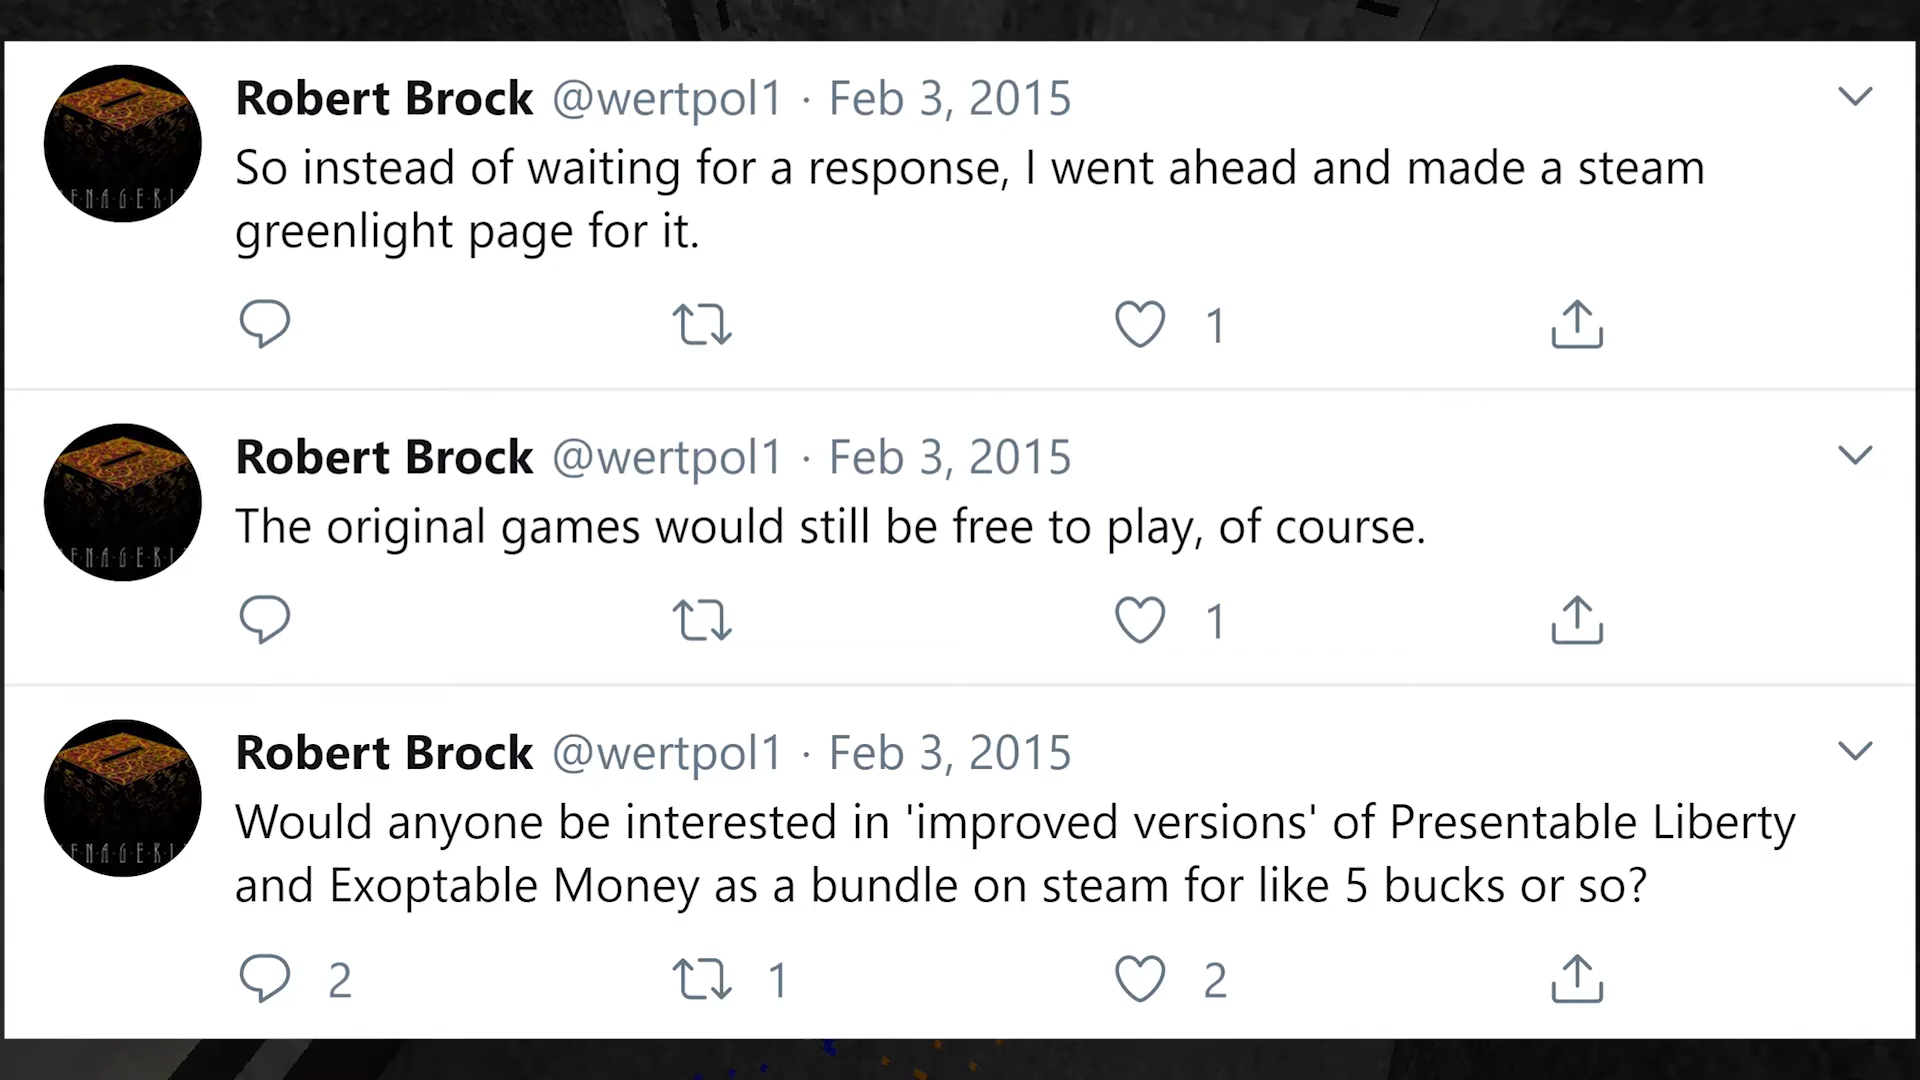 Robert Brock @wertpol1 · Feb 3, 2015
So instead of waiting for a response, I went ahead and made a steam
greenlight page for it.
1
ENAGERI
Robert Brock @wertpol1 · Feb 3, 2015
The original games would still be free to play, of course.
1
ENAGERI
Robert Brock @wertpol1 · Feb 3, 2015
Would anyone be interested in 'improved versions' of Presentable Liberty
and Exoptable Money as a bundle on steam for like 5 bucks or so?
ENAGERI
2 1 2